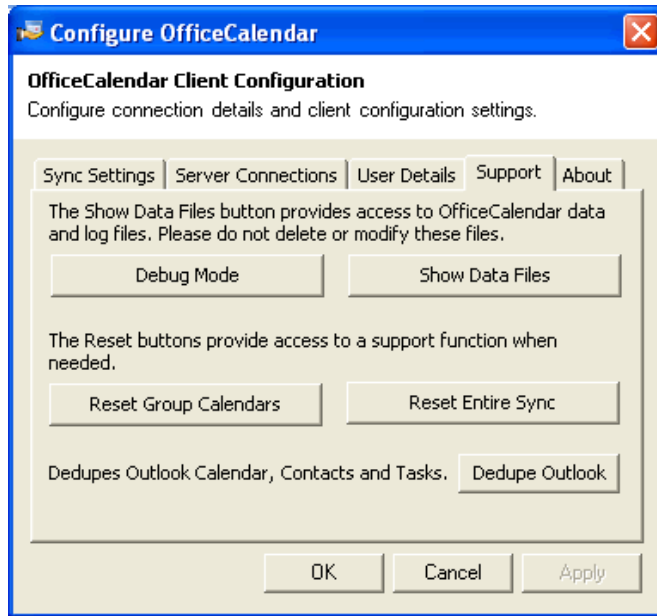 Configure OfficeCalendar
OfficeCalendar Client Configuration
Configure connection details and client configuration settings.
Sync Settings Server Connections User Details Support About
The Show Data Files button provides access to OfficeCalendar data
and log files. Please do not delete or modify these files.
Debug Mode Show Data Files
The Reset buttons provide access to a support function when
needed.
Reset Group Calendars Reset Entire Sync
Dedupes Outlook Calendar, Contacts and Tasks. Dedupe Outlook
OK Cancel Apply